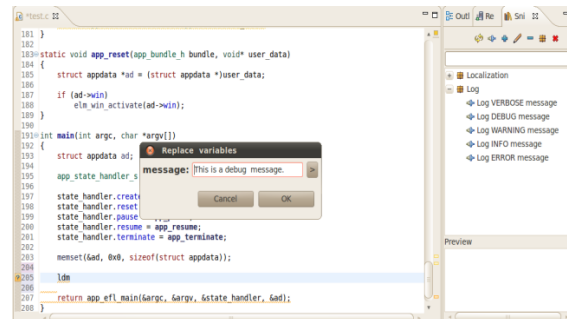 *test.c
Outl
Re
Sni
181 }
182
183 static void app_reset(app_bundle_h bundle, void* user_data)
184 {
185 struct appdata *ad = (struct appdata *)user_data;
186
187 if (ad->win)
188 elm_win_activate(ad->win);
189 }
190
191 int main(int argc, char *argv[])
192 {
193 struct appdata ad;
194
195 app_state_handler_s
196
197 state_handler.create
198 state_handler.reset
199 state_handler.pause
200 state_handler.resume = app_resume;
201 state_handler.terminate = app_terminate;
202
203 memset(&ad, 0x0, sizeof(struct appdata));
204
205 ldm
206
207 return app_efl_main(&argc, &argv, &state_handler, &ad);
208 }
Replace variables
message: This is a debug message. >
Cancel OK
Localization
Log
Log VERBOSE message
Log DEBUG message
Log WARNING message
Log INFO message
Log ERROR message
Preview